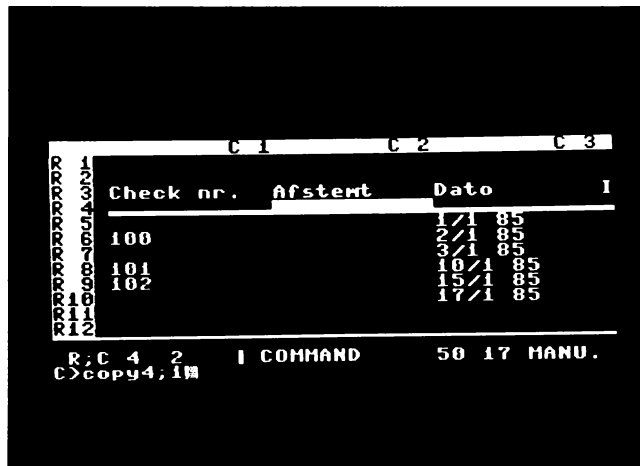 C 1 C 2 C 3
R 1
R 2
R 3 Check nr. Afstemt Dato I
R 4
R 5 1/1 85
R 6 100 2/1 85
R 7 3/1 85
R 8 101 10/1 85
R 9 102 15/1 85
R10 17/1 85
R11
R12
R;C 4 2 COMMAND 50 17 MANU.
C>copy4;1